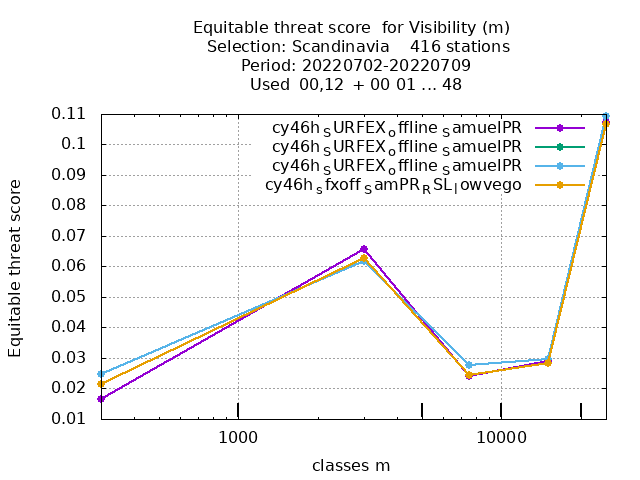 Equitable threat score for Visibility (m)
Selection: Scandinavia 416 stations
Period: 20220702-20220709
Used 00,12 + 00 01 ... 48
cy46h_SURFEX_offline_SamuelPR
cy46h_SURFEX_offline_SamuelPR
cy46h_SURFEX_offline_SamuelPR
cy46h_sfxoff_SamPR_RSL_lowvego
0.11
0.1
0.09
0.08
0.07
0.06
0.05
0.04
0.03
0.02
0.01
Equitable threat score
1000 10000
classes m